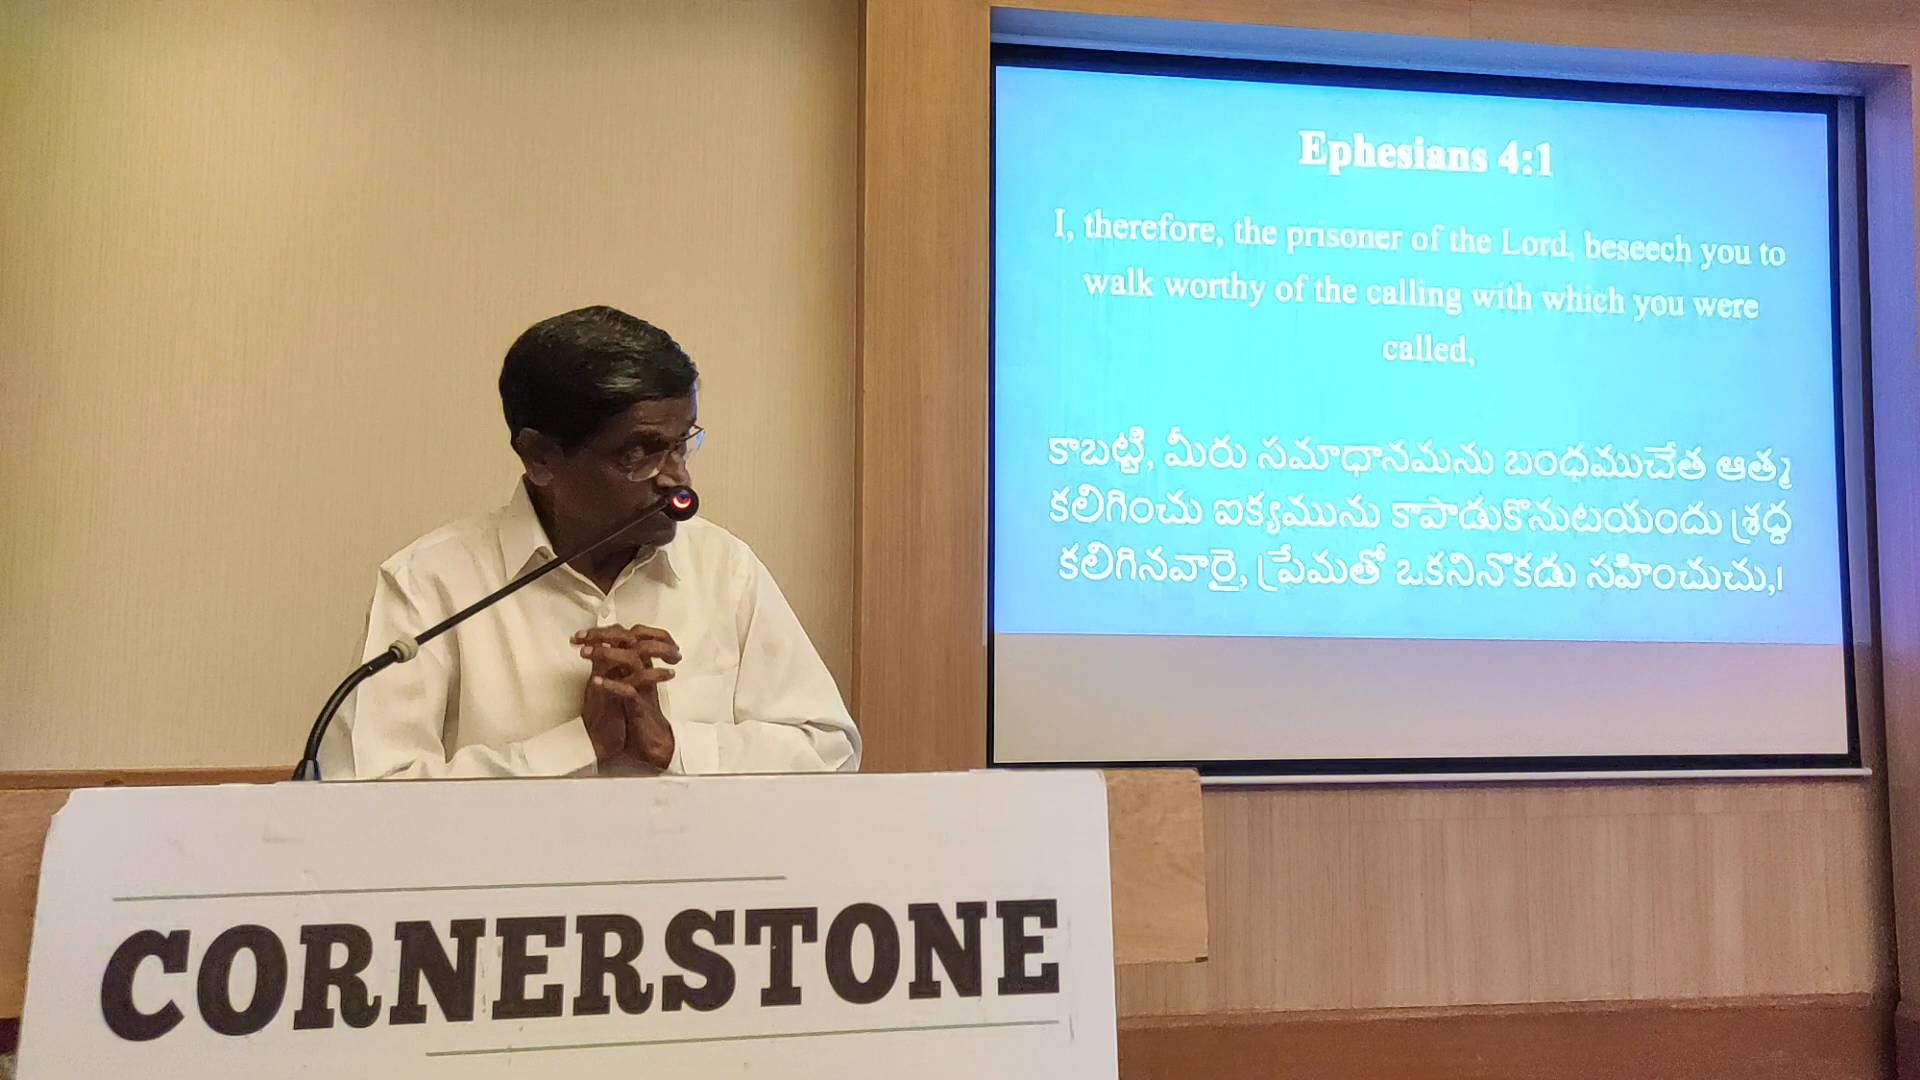 Ephesians 4:1
I, therefore, the prisoner of the Lord, beseech you to
walk worthy of the calling with which you were
called,
కాబట్టి, మీరు సమాధానమను బంధముచేత ఆత్మ
కలిగించు ఐక్యమును కాపాడుకొనుటయందు శ్రద్ధ
కలిగినవారై, ప్రేమతో ఒకనినొకడు సహించుచు,।
CORNERSTONE